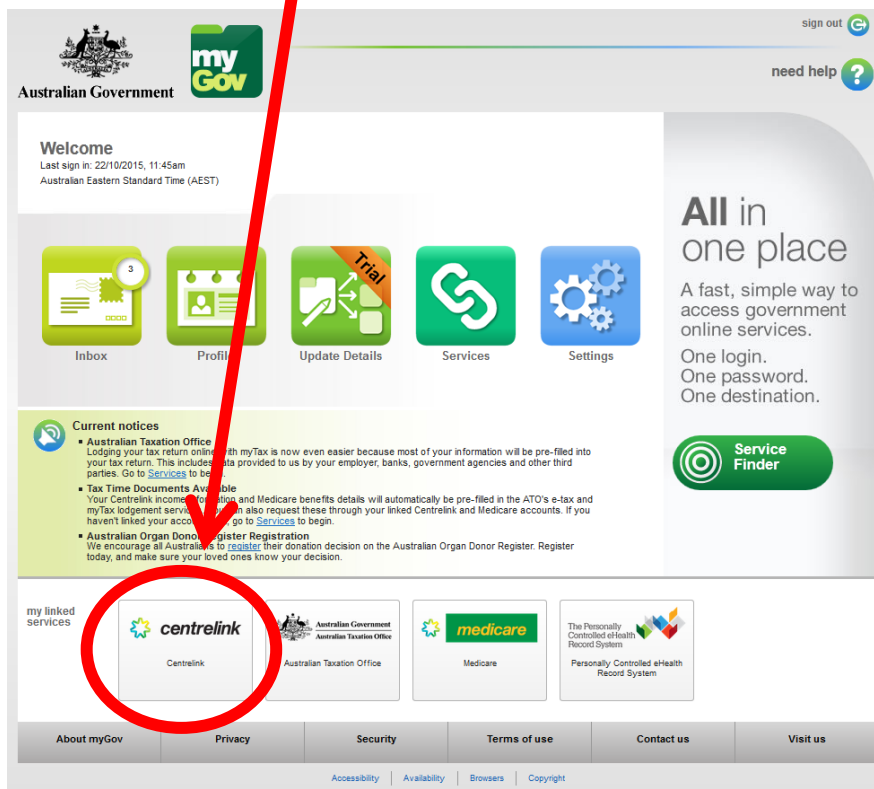 sign out
Australian Government
my
Gov
need help ?
Welcome
Last sign in: 22/10/2015, 11:45am
Australian Eastern Standard Time (AEST)
3
Trial
Inbox
Profile
Update Details
Services
Settings
All in
one place
A fast, simple way to
access government
online services.
One login.
One password.
One destination.
Service
Finder
Current notices
Australian Taxation Office
Lodging your tax return online with myTax is now even easier because most of your information will be pre-filled into
your tax return. This includes data provided to us by your employer, banks, government agencies and other third
parties. Go to Services to begin.
Tax Time Documents Available
Your Centrelink income information and Medicare benefits details will automatically be pre-filled in the ATO's e-tax and
myTax lodgement services. You can also request these through your linked Centrelink and Medicare accounts. If you
haven't linked your accounts, go to Services to begin.
Australian Organ Donor Register Registration
We encourage all Australians to register their donation decision on the Australian Organ Donor Register. Register
today, and make sure your loved ones know your decision.
my linked
services
centrelink
Centrelink
Australian Government
Australian Taxation Office
Australian Taxation Office
medicare
Medicare
The Personally
Controlled eHealth
Record System
Personally Controlled eHealth
Record System
About myGov
Privacy
Security
Terms of use
Contact us
Visit us
Accessibility
Availability
Browsers
Copyright